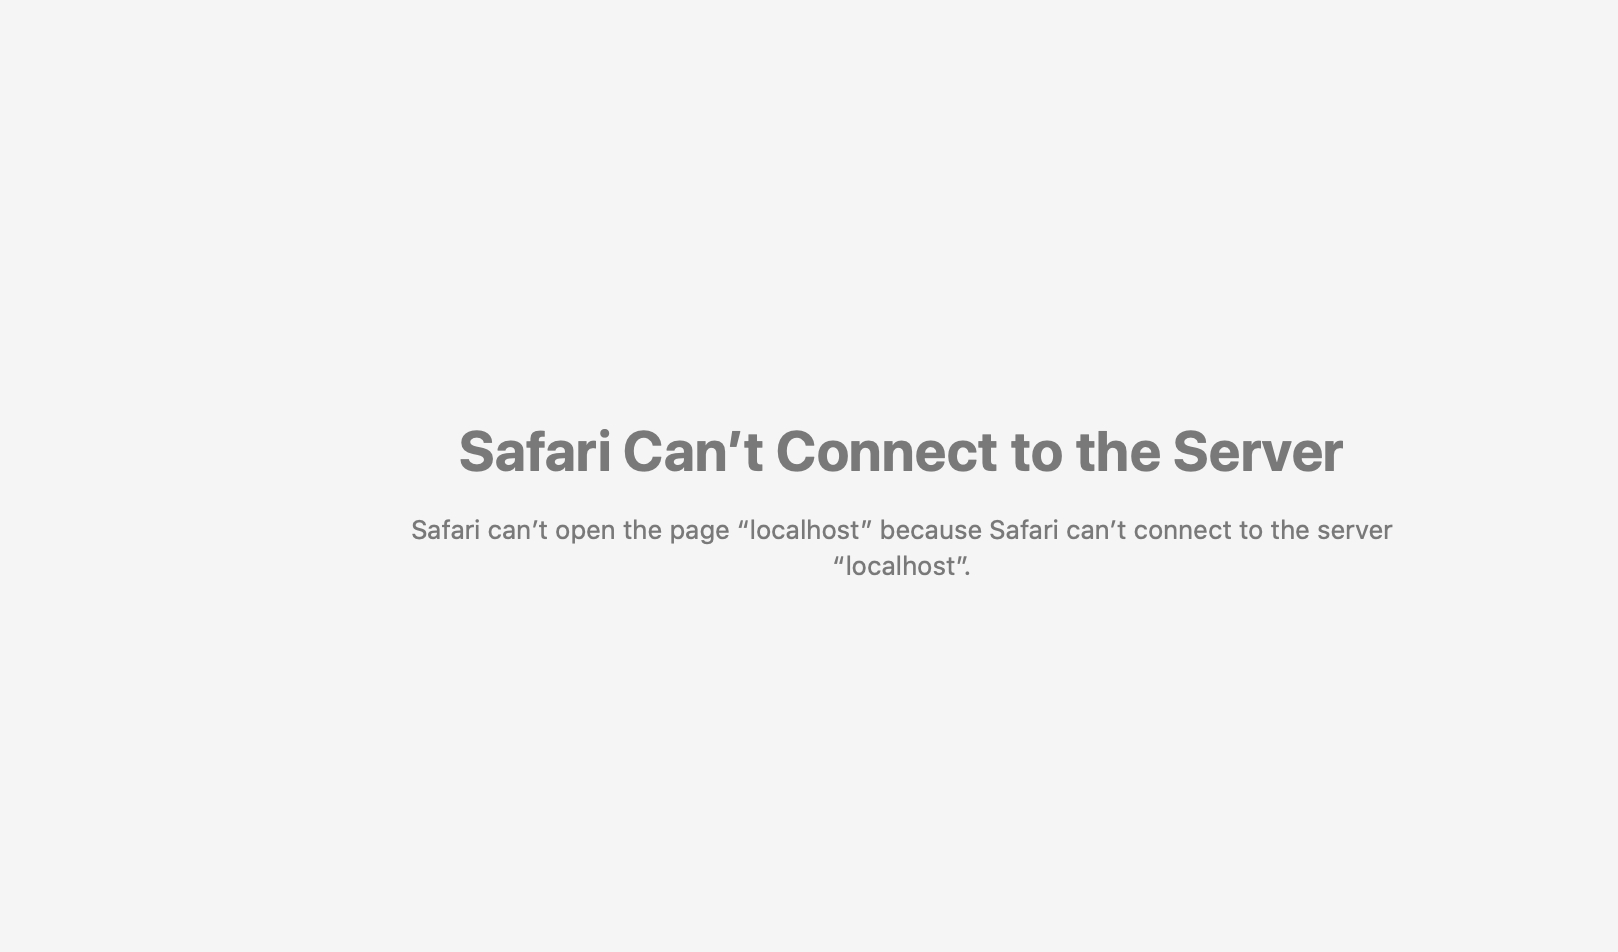 Safari Can’t Connect to the Server
Safari can’t open the page “localhost” because Safari can’t connect to the server
“localhost”.